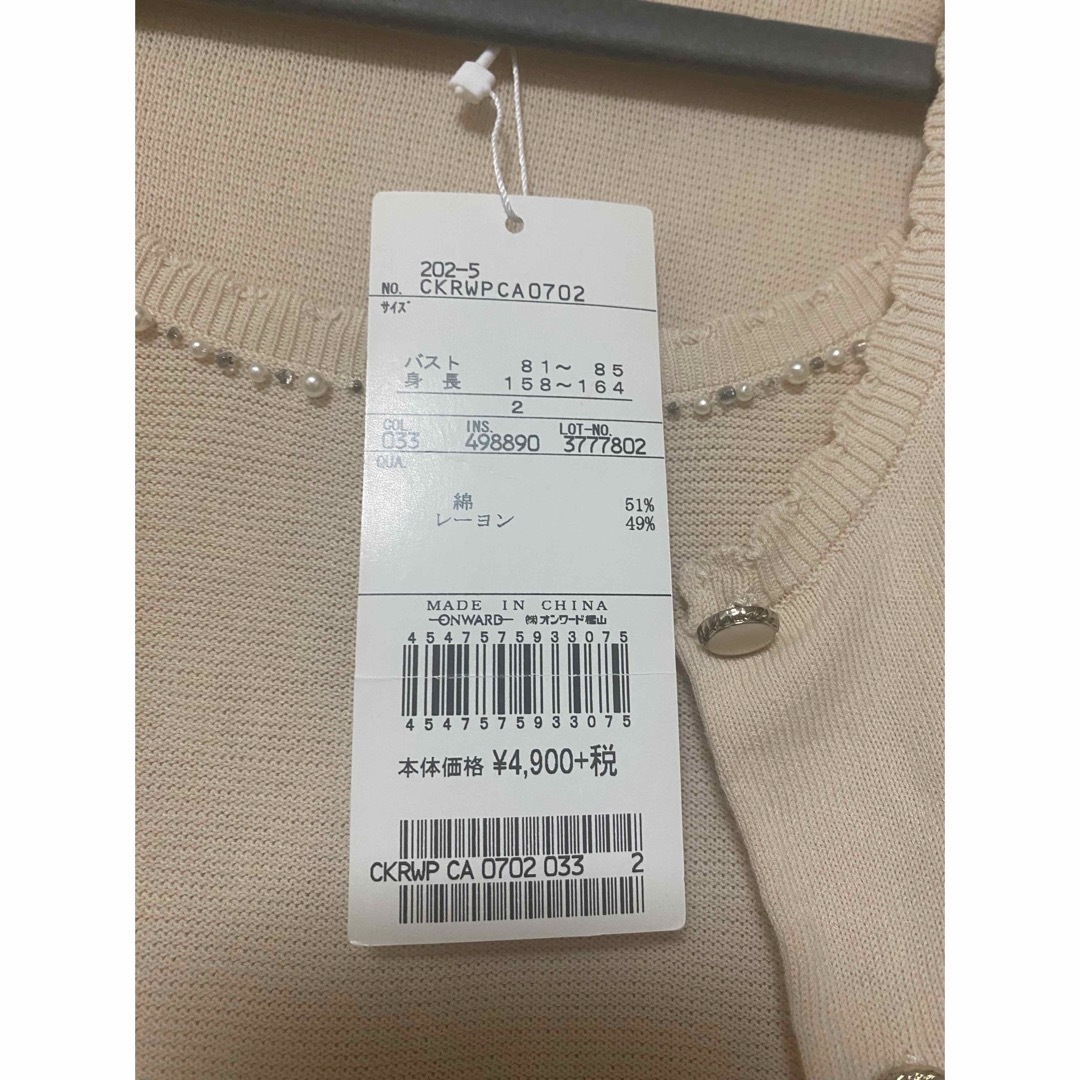 202-5
NO. CKRWPCA0702
サイズ
バスト 81〜 85
身長 158〜164
2
COL. INS. LOT-NO.
033 498890 3777802
QUA.
綿 51%
レーヨン 49%
MADE IN CHINA
ONWARD ㈱オンワード樫山
4547575933075
4547575933075
本体価格 ¥4,900+税
CKRWP CA 0702 033 2